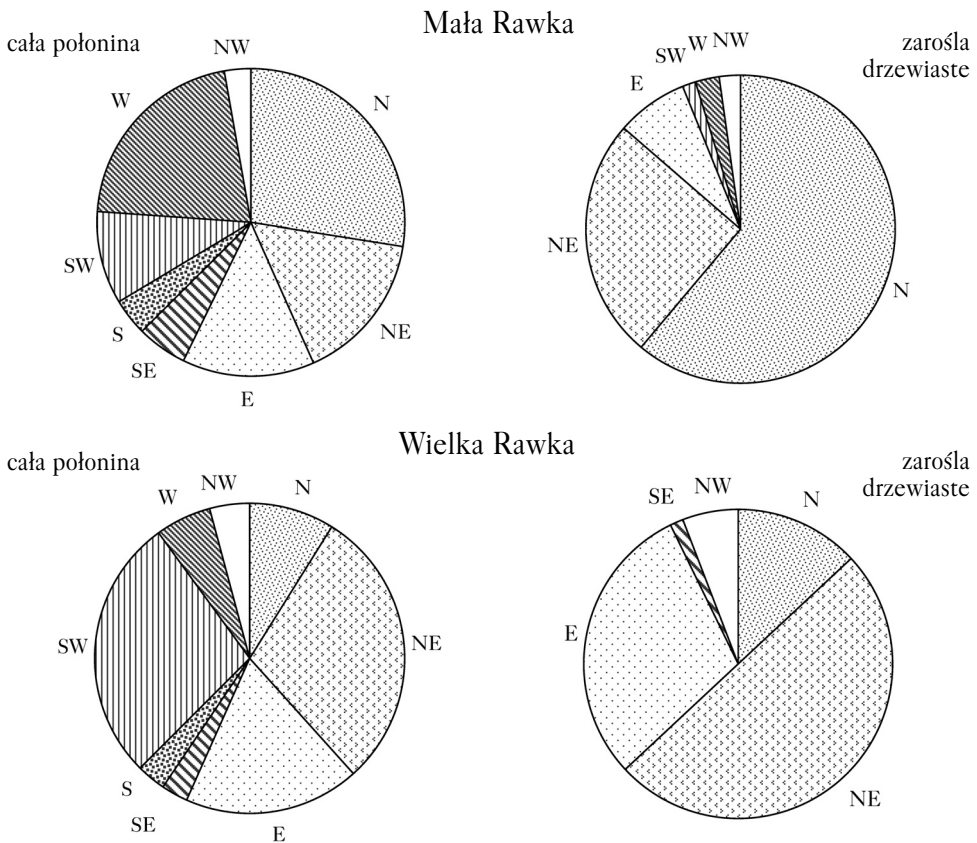 Mała Rawka
cała połonina
zarośla
drzewiaste
NW
N
NE
E
SE
S
SW
W
NW
N
NE
E
SW
W
Wielka Rawka
cała połonina
zarośla
drzewiaste
NW
N
NE
E
SE
S
SW
W
NW
N
NE
E
SE